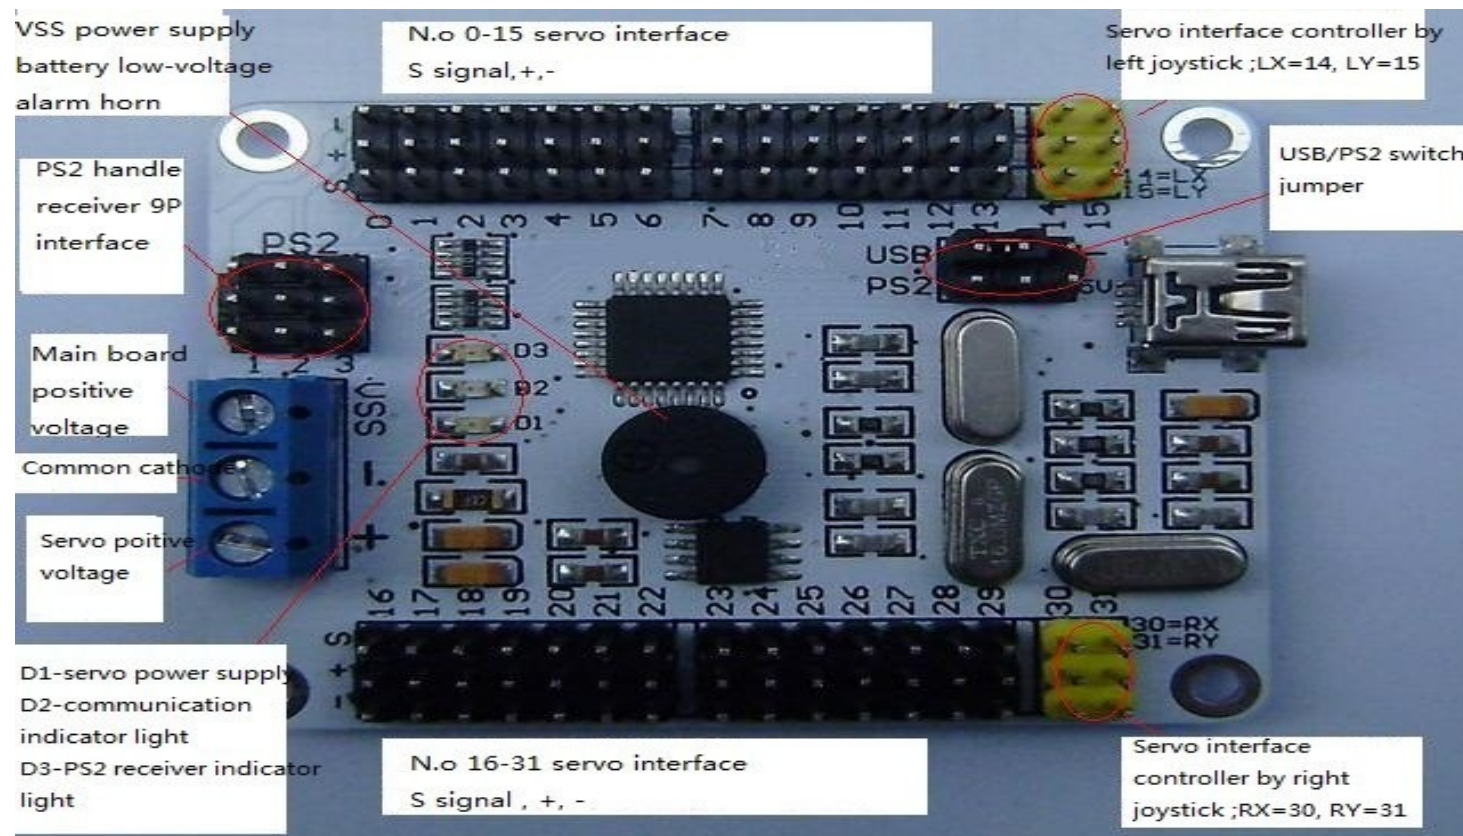 VSS power supply
battery low-voltage
alarm horn
N.o 0-15 servo interface
S signal,+,-
Servo interface controller by
left joystick ;LX=14, LY=15
PS2 handle
receiver 9P
interface
USB/PS2 switch
jumper
-
+
S
14=LX
15=LY
0 1 2 3 4 5 6 7 8 9 10 11 12 13 14 15
PS2
USB
PS2
5V
1 2 3
D3
D2
D1
Main board
positive
voltage
VSS
Common cathode
-
Servo poitive
voltage
+
16 17 18 19 20 21 22 23 24 25 26 27 28 29 30 31
S
+
-
30=RX
31=RY
D1-servo power supply
D2-communication
indicator light
D3-PS2 receiver indicator
light
N.o 16-31 servo interface
S signal , +, -
Servo interface
controller by right
joystick ;RX=30, RY=31